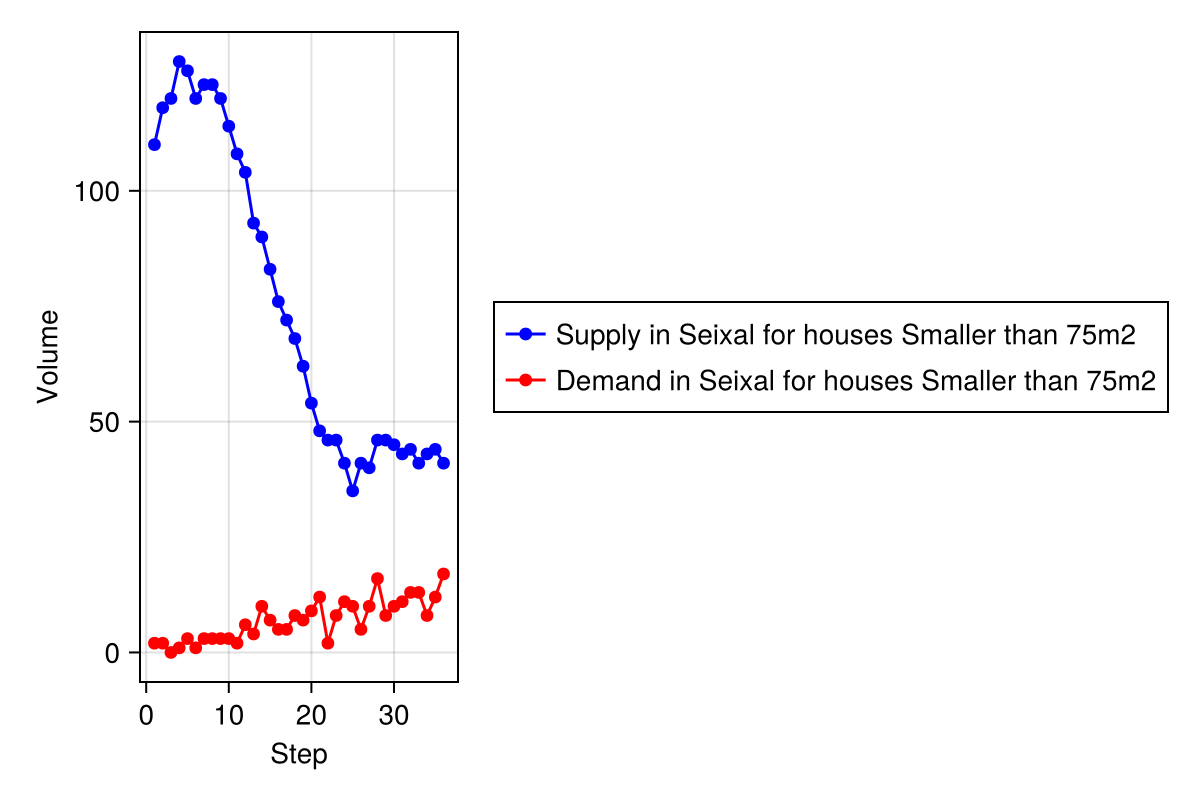 Volume
100
50
0
0 10 20 30
Step
Supply in Seixal for houses Smaller than 75m2
Demand in Seixal for houses Smaller than 75m2